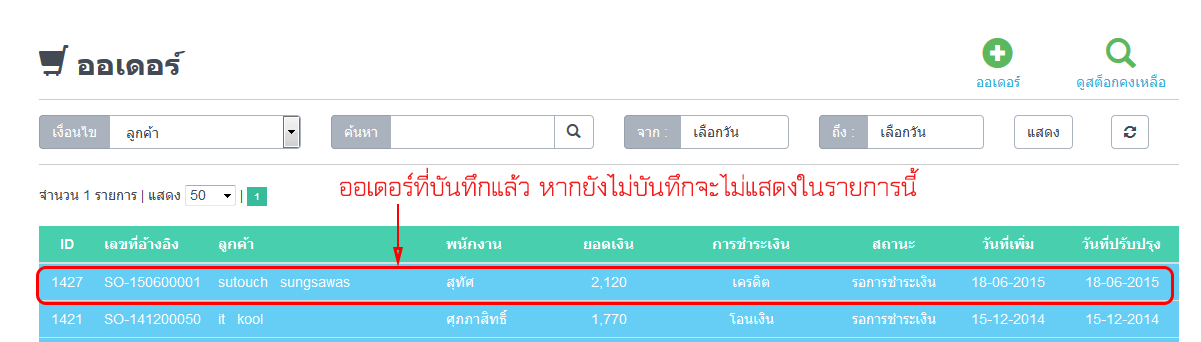 ออเดอร์
ออเดอร์ ดูสต็อกคงเหลือ
เงื่อนไข ลูกค้า ค้นหา จาก : เลือกวัน ถึง : เลือกวัน แสดง
จำนวน 1 รายการ | แสดง 50 | 1
ออเดอร์ที่บันทึกแล้ว หากยังไม่บันทึกจะไม่แสดงในรายการนี้
ID เลขที่อ้างอิง ลูกค้า พนักงาน ยอดเงิน การชำระเงิน สถานะ วันที่เพิ่ม วันที่ปรับปรุง
1427 SO-150600001 sutouch sungsawas สุทัศ 2,120 เครดิต รอการชำระเงิน 18-06-2015 18-06-2015
1421 SO-141200050 it kool ศุภาสิทธิ์ 1,770 โอนเงิน รอการชำระเงิน 15-12-2014 15-12-2014